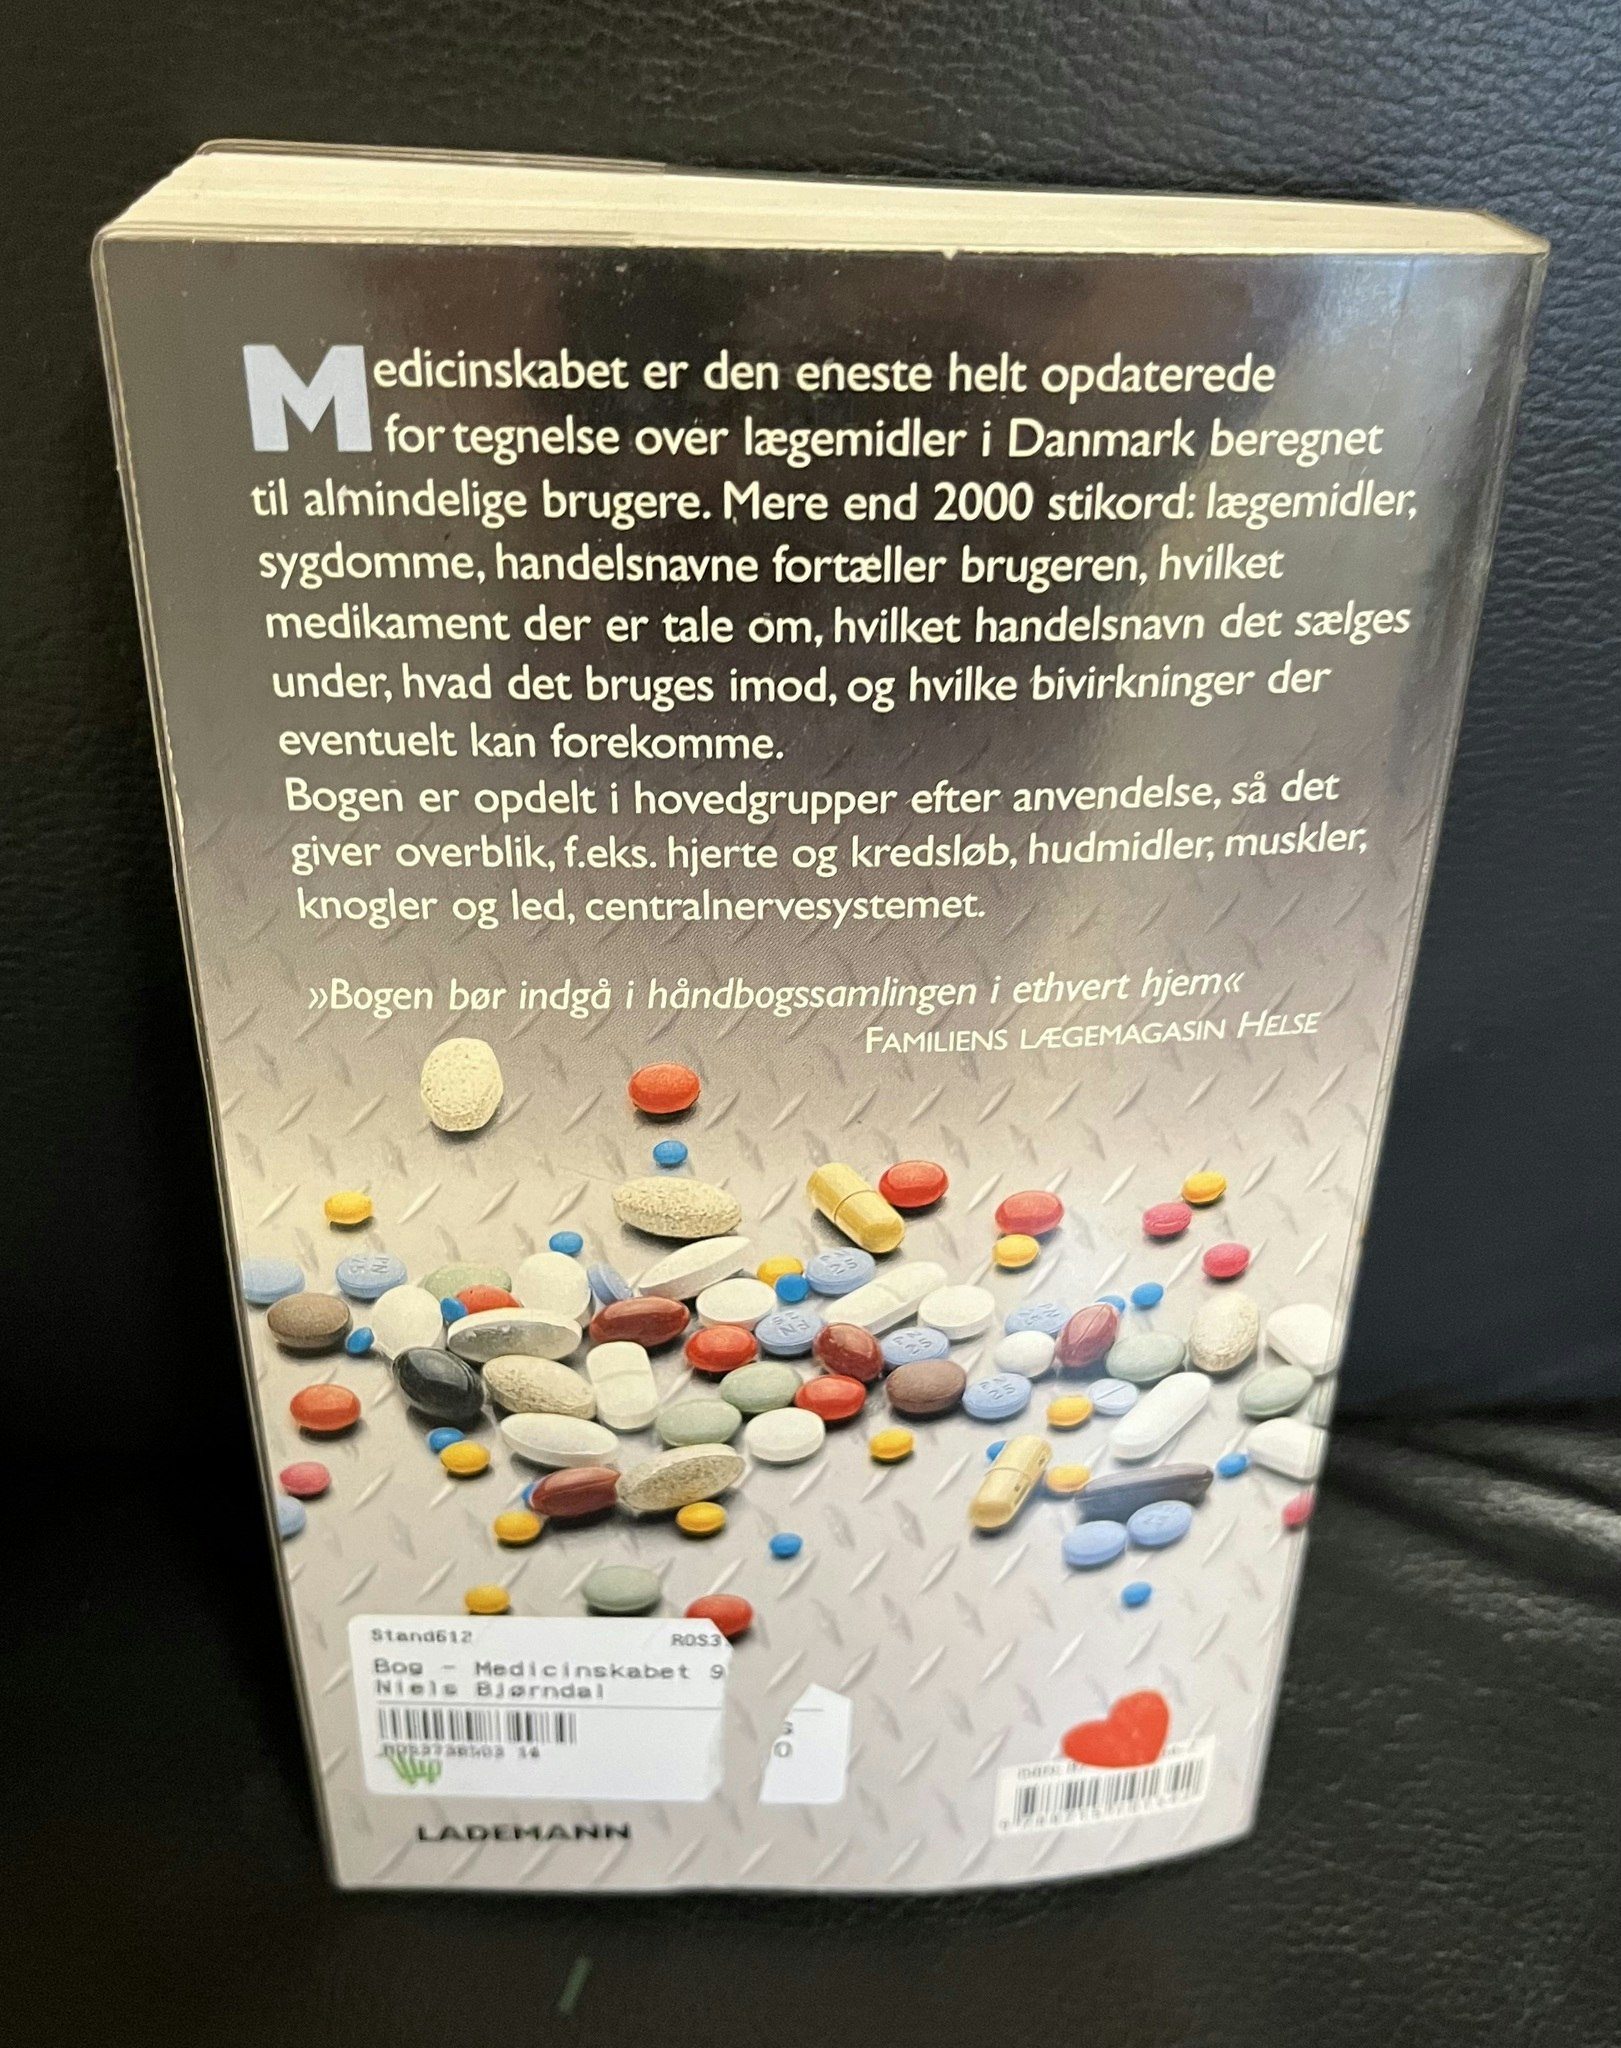 Medicinskabet er den eneste helt opdaterede
fortegnelse over lægemidler i Danmark beregnet
til almindelige brugere. Mere end 2000 stikord: lægemidler,
sygdomme, handelsnavne fortæller brugeren, hvilket
medikament der er tale om, hvilket handelsnavn det sælges
under, hvad det bruges imod, og hvilke bivirkninger der
eventuelt kan forekomme.
Bogen er opdelt i hovedgrupper efter anvendelse, så det
giver overblik, f.eks. hjerte og kredsløb, hudmidler, muskler,
knogler og led, centralnervesystemet.
»Bogen bør indgå i håndbogssamlingen i ethvert hjem«
FAMILIENS LÆGEMAGASIN HELSE
Stand612 ROS3
Bog - Medicinskabet 9
Niels Bjørndal
LADEMANN